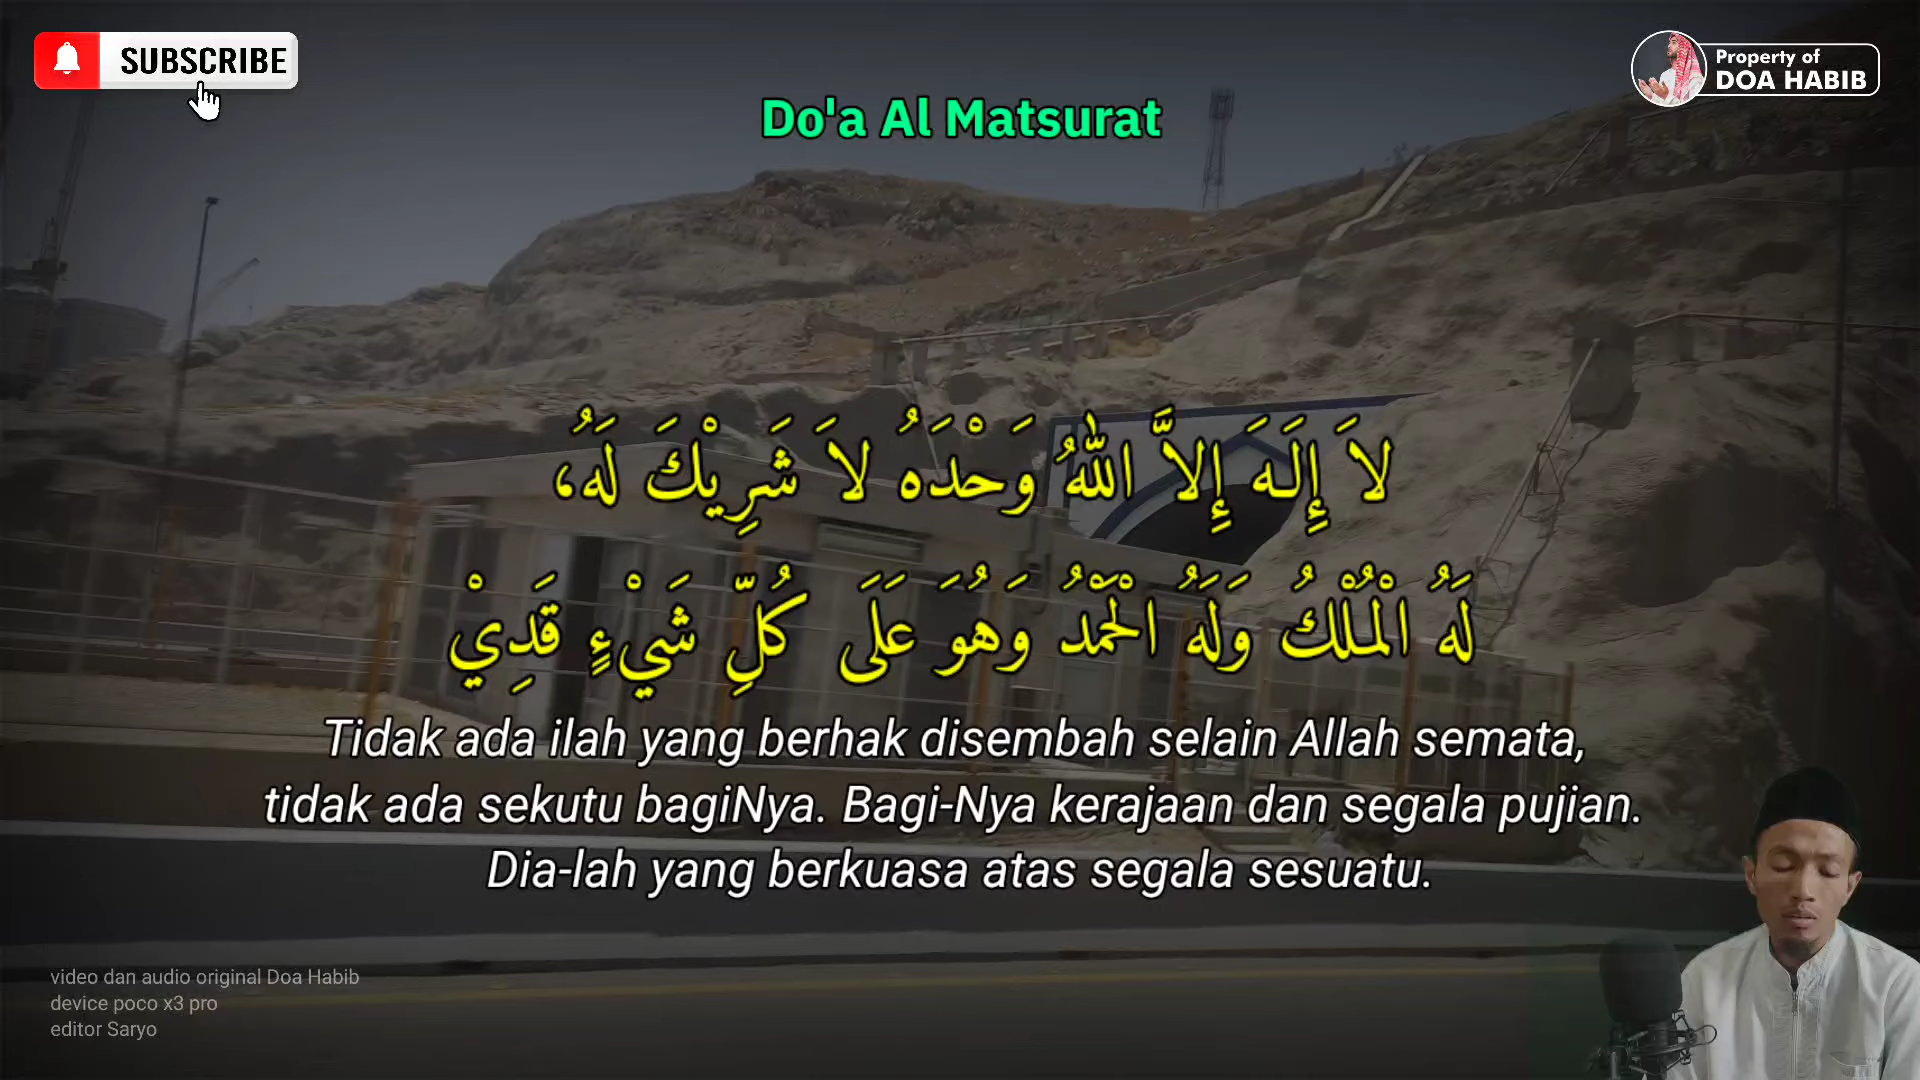 SUBSCRIBE
Property of
DOA HABIB
Do'a Al Matsurat
لاَ إِلَهَ إِلاَّ اللهُ وَحْدَهُ لاَ شَرِيْكَ لَهُ،
لَهُ الْمُلْكُ وَلَهُ الْحَمْدُ وَهُوَ عَلَى كُلِّ شَيْءٍ قَدِيْ
Tidak ada ilah yang berhak disembah selain Allah semata,
tidak ada sekutu bagiNya. Bagi-Nya kerajaan dan segala pujian.
Dia-lah yang berkuasa atas segala sesuatu.
video dan audio original Doa Habib
device poco x3 pro
editor Saryo